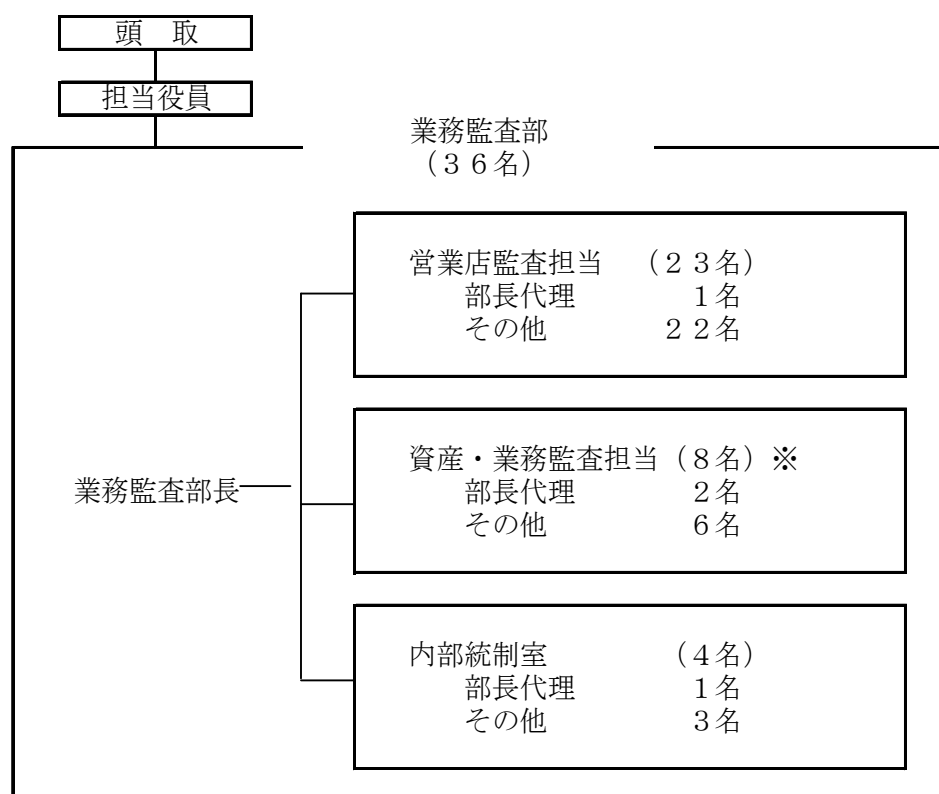 頭　取
担当役員
業務監査部
（３６名）
営業店監査担当　（２３名）
部長代理　１名
その他　２２名
資産・業務監査担当（８名）※
部長代理　２名
その他　６名
業務監査部長
内部統制室　（４名）
部長代理　１名
その他　３名